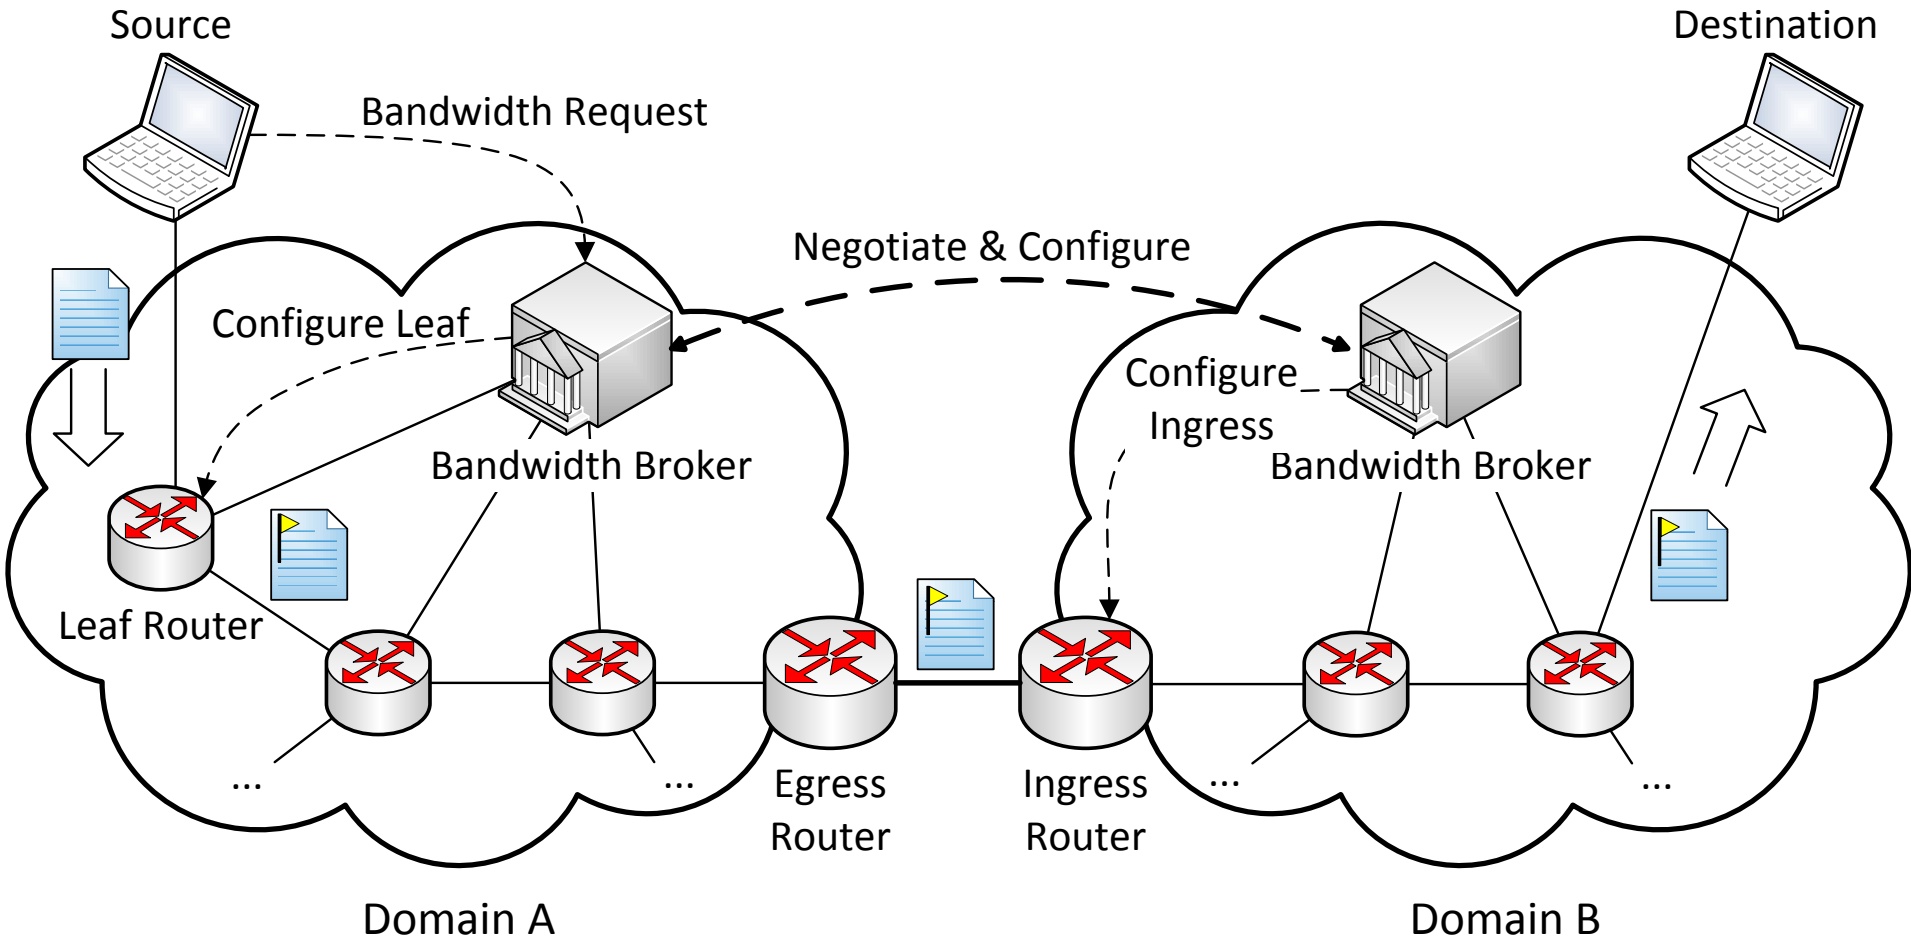 Source
Destination
Bandwidth Request
Negotiate & Configure
Configure Leaf
Configure
Ingress
Bandwidth Broker
Bandwidth Broker
Leaf Router
...
...
...
...
Egress
Router
Ingress
Router
Domain A
Domain B